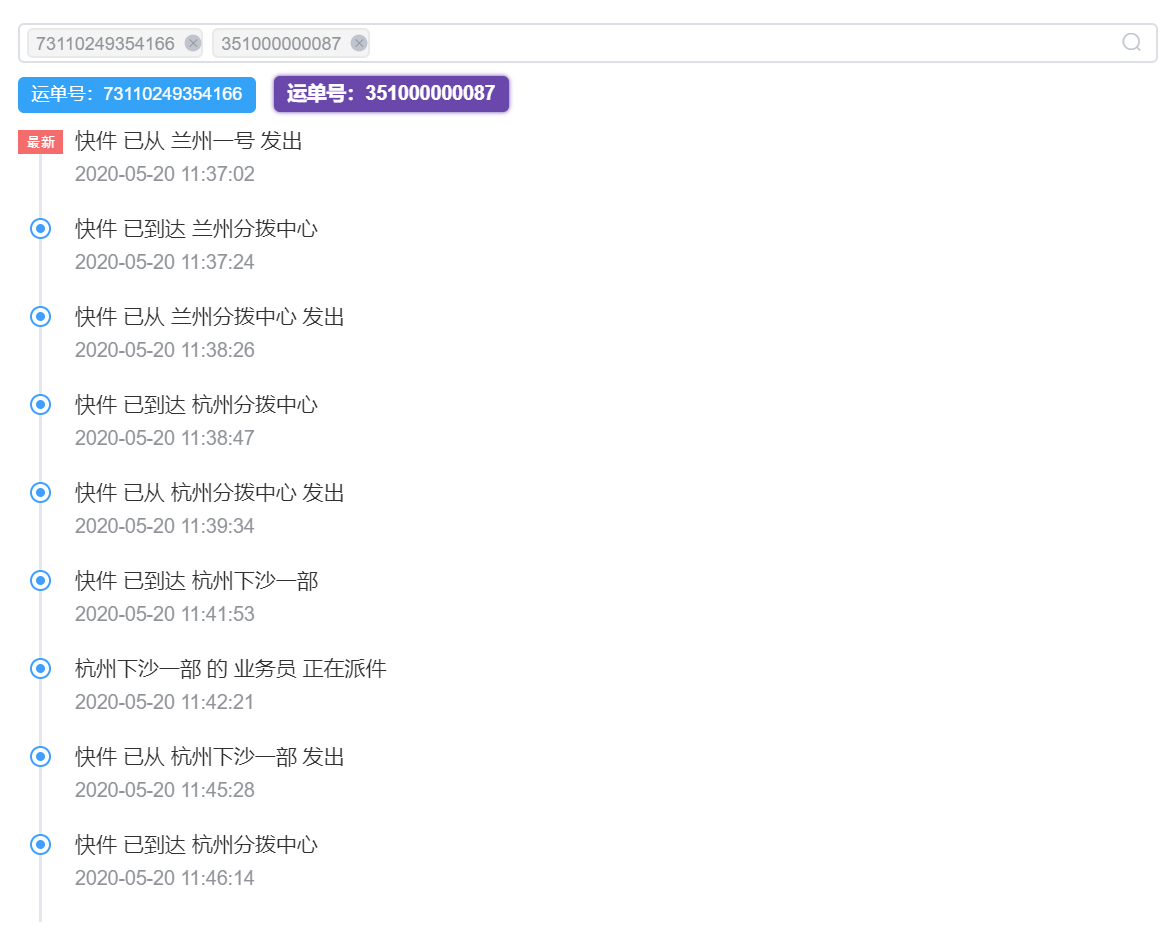 73110249354166 351000000087
运单号：73110249354166 运单号：351000000087
最新 快件 已从 兰州一号 发出
2020-05-20 11:37:02
快件 已到达 兰州分拨中心
2020-05-20 11:37:24
快件 已从 兰州分拨中心 发出
2020-05-20 11:38:26
快件 已到达 杭州分拨中心
2020-05-20 11:38:47
快件 已从 杭州分拨中心 发出
2020-05-20 11:39:34
快件 已到达 杭州下沙一部
2020-05-20 11:41:53
杭州下沙一部 的 业务员 正在派件
2020-05-20 11:42:21
快件 已从 杭州下沙一部 发出
2020-05-20 11:45:28
快件 已到达 杭州分拨中心
2020-05-20 11:46:14